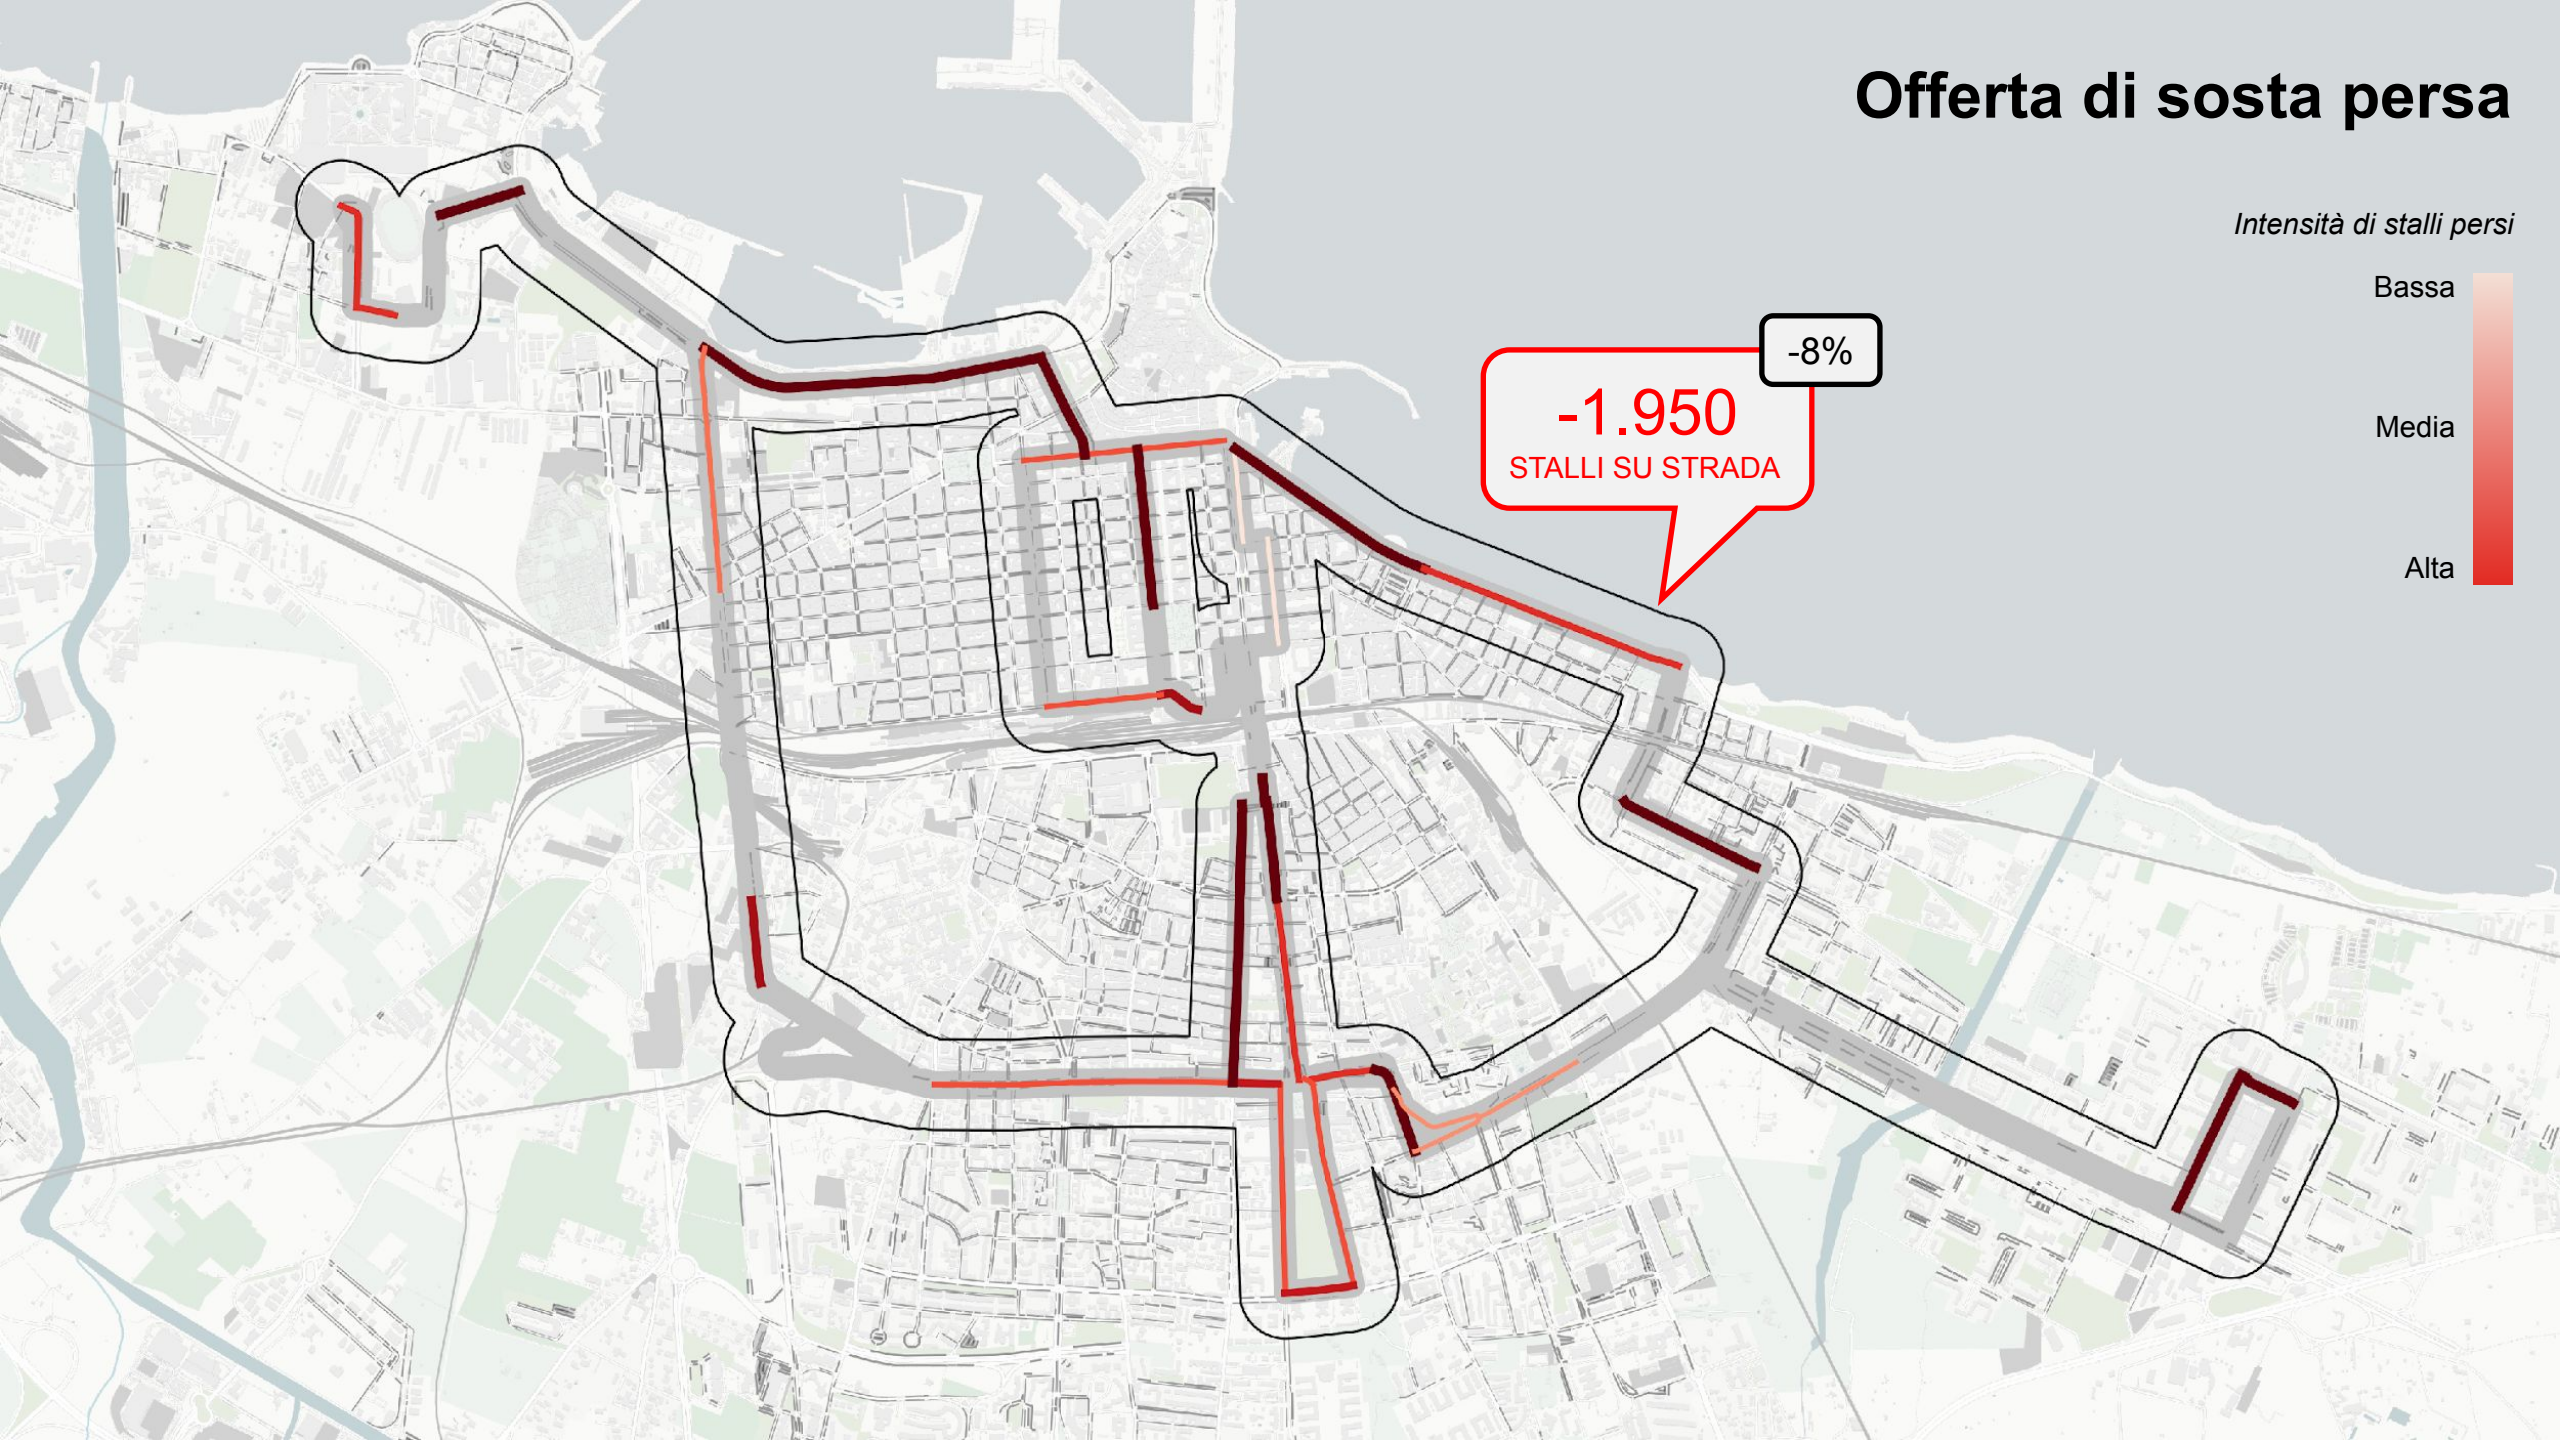 Offerta di sosta persa
Intensità di stalli persi
Bassa
Media
Alta
-8%
-1.950
STALLI SU STRADA